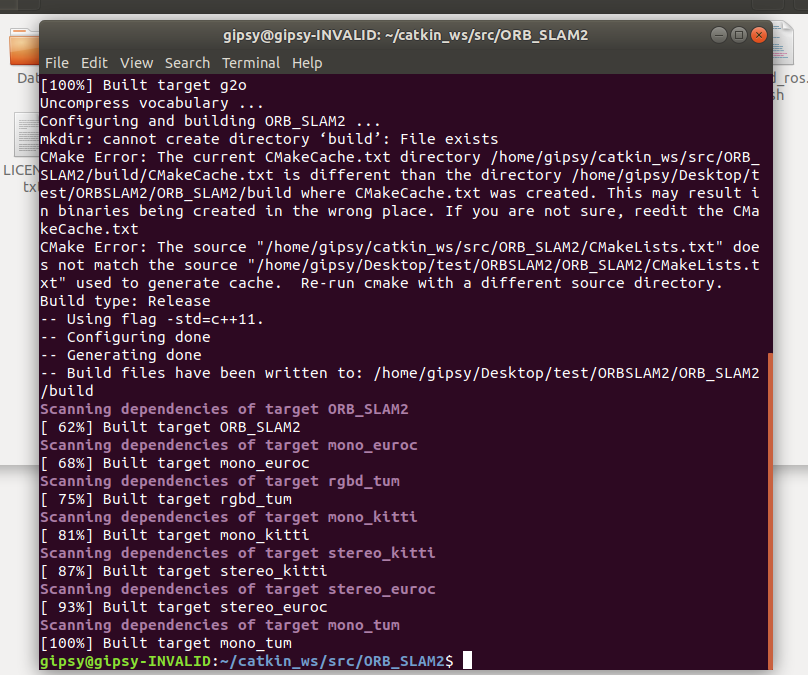 gipsy@gipsy-INVALID: ~/catkin_ws/src/ORB_SLAM2
File Edit View Search Terminal Help
[100%] Built target g2o
Uncompress vocabulary ...
Configuring and building ORB_SLAM2 ...
mkdir: cannot create directory ‘build’: File exists
CMake Error: The current CMakeCache.txt directory /home/gipsy/catkin_ws/src/ORB_
SLAM2/build/CMakeCache.txt is different than the directory /home/gipsy/Desktop/t
est/ORBSLAM2/ORB_SLAM2/build where CMakeCache.txt was created. This may result i
n binaries being created in the wrong place. If you are not sure, reedit the CMa
keCache.txt
CMake Error: The source "/home/gipsy/catkin_ws/src/ORB_SLAM2/CMakeLists.txt" doe
s not match the source "/home/gipsy/Desktop/test/ORBSLAM2/ORB_SLAM2/CMakeLists.t
xt" used to generate cache.  Re-run cmake with a different source directory.
Build type: Release
-- Using flag -std=c++11.
-- Configuring done
-- Generating done
-- Build files have been written to: /home/gipsy/Desktop/test/ORBSLAM2/ORB_SLAM2
/build
Scanning dependencies of target ORB_SLAM2
[ 62%] Built target ORB_SLAM2
Scanning dependencies of target mono_euroc
[ 68%] Built target mono_euroc
Scanning dependencies of target rgbd_tum
[ 75%] Built target rgbd_tum
Scanning dependencies of target mono_kitti
[ 81%] Built target mono_kitti
Scanning dependencies of target stereo_kitti
[ 87%] Built target stereo_kitti
Scanning dependencies of target stereo_euroc
[ 93%] Built target stereo_euroc
Scanning dependencies of target mono_tum
[100%] Built target mono_tum
gipsy@gipsy-INVALID:~/catkin_ws/src/ORB_SLAM2$
Dat
LICEN
tx
d_ros.
sh